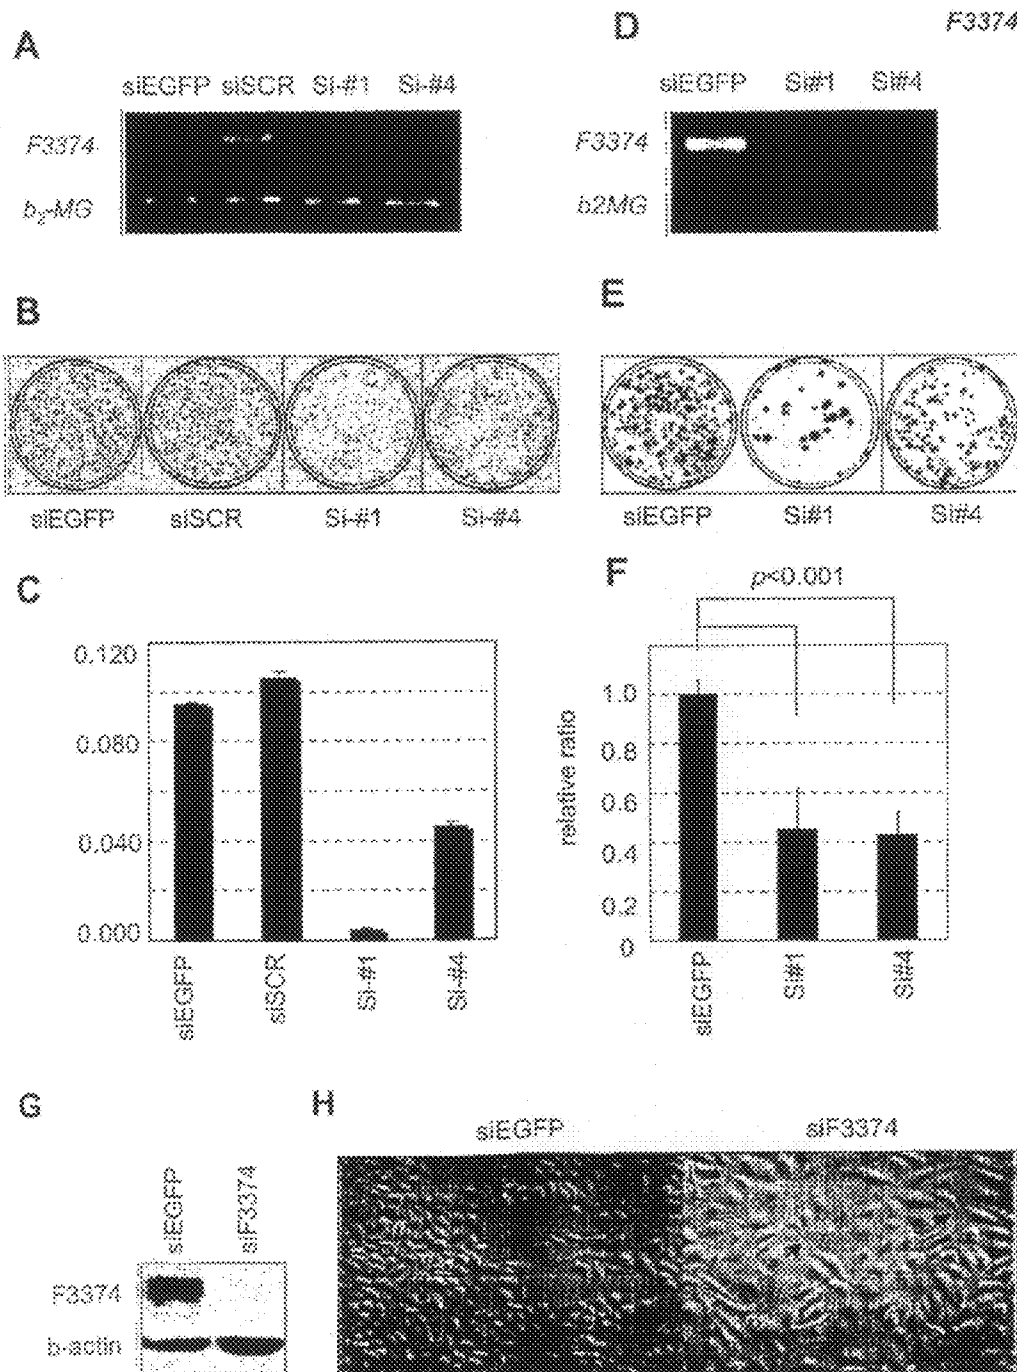 F3374
A
siEGFP siSCR Si-#1 Si-#4
F3374
b2-MG
D
siEGFP Si#1 Si#4
F3374
b2MG
B
siEGFP siSCR Si-#1 Si-#4
E
siEGFP Si#1 Si#4
C
0.120
0.080
0.040
0.000
siEGFP siSCR Si-#1 Si-#4
F
p<0.001
relative ratio
1.0
0.8
0.6
0.4
0.2
0
siEGFP Si#1 Si#4
G
siEGFP siF3374
F3374
b-actin
H
siEGFP siF3374